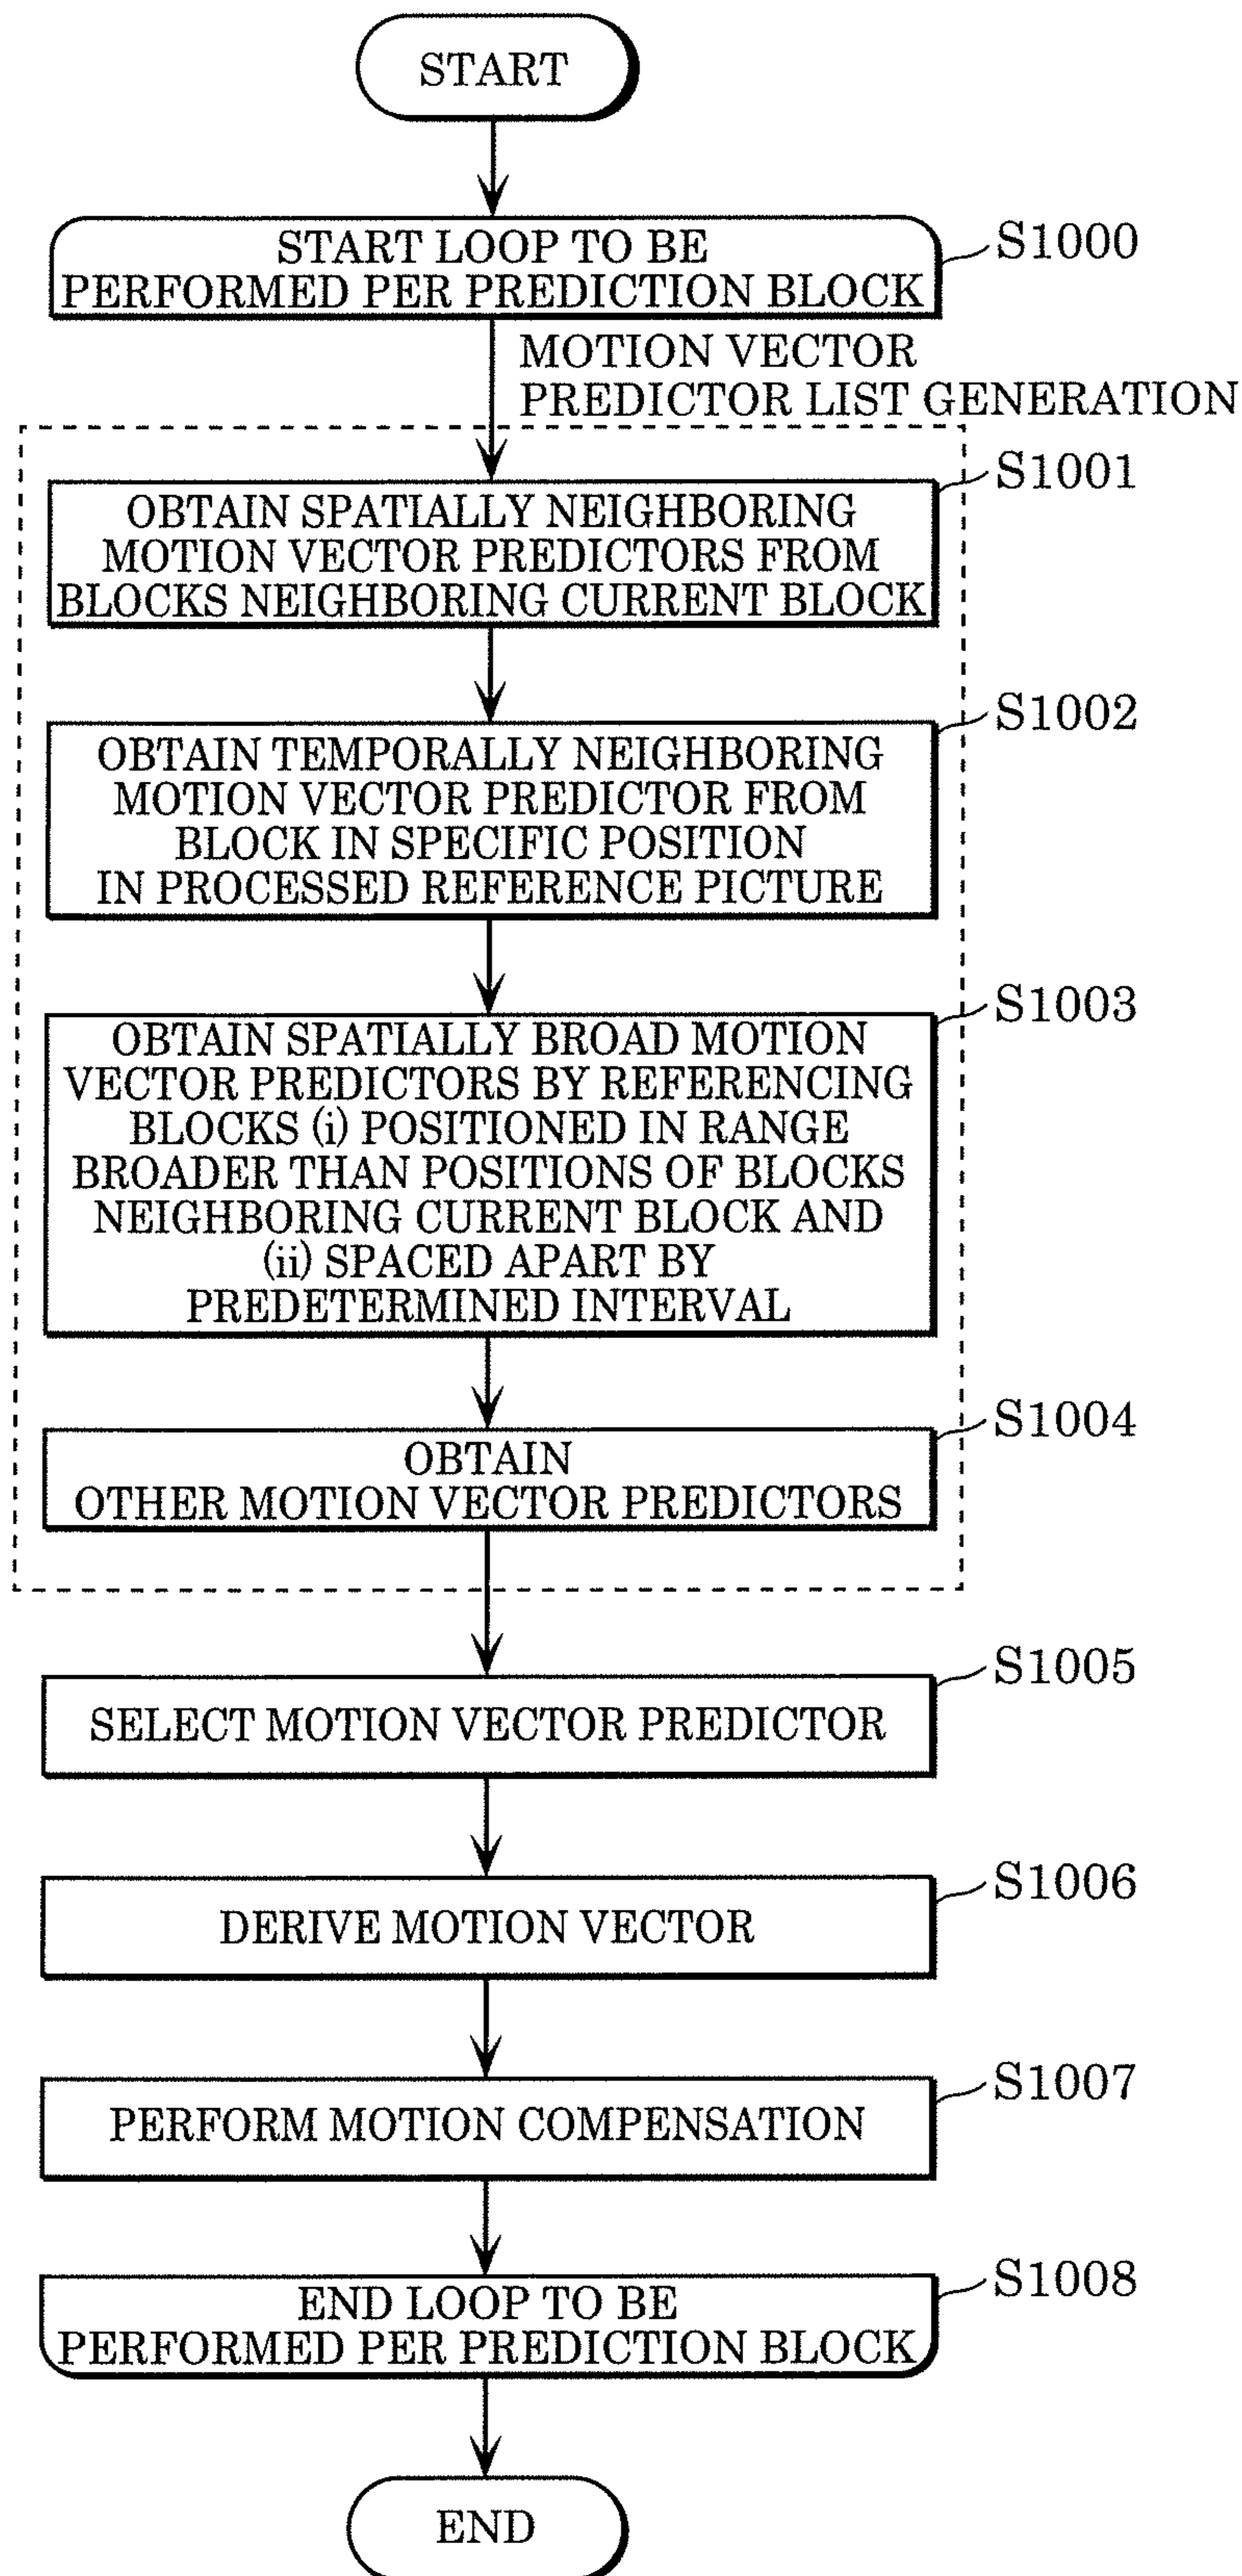 START
START LOOP TO BE
PERFORMED PER PREDICTION BLOCK
S1000
MOTION VECTOR
PREDICTOR LIST GENERATION
S1001
OBTAIN SPATIALLY NEIGHBORING
MOTION VECTOR PREDICTORS FROM
BLOCKS NEIGHBORING CURRENT BLOCK
S1002
OBTAIN TEMPORALLY NEIGHBORING
MOTION VECTOR PREDICTOR FROM
BLOCK IN SPECIFIC POSITION
IN PROCESSED REFERENCE PICTURE
S1003
OBTAIN SPATIALLY BROAD MOTION
VECTOR PREDICTORS BY REFERENCING
BLOCKS (i) POSITIONED IN RANGE
BROADER THAN POSITIONS OF BLOCKS
NEIGHBORING CURRENT BLOCK AND
(ii) SPACED APART BY
PREDETERMINED INTERVAL
S1004
OBTAIN
OTHER MOTION VECTOR PREDICTORS
S1005
SELECT MOTION VECTOR PREDICTOR
S1006
DERIVE MOTION VECTOR
S1007
PERFORM MOTION COMPENSATION
S1008
END LOOP TO BE
PERFORMED PER PREDICTION BLOCK
END